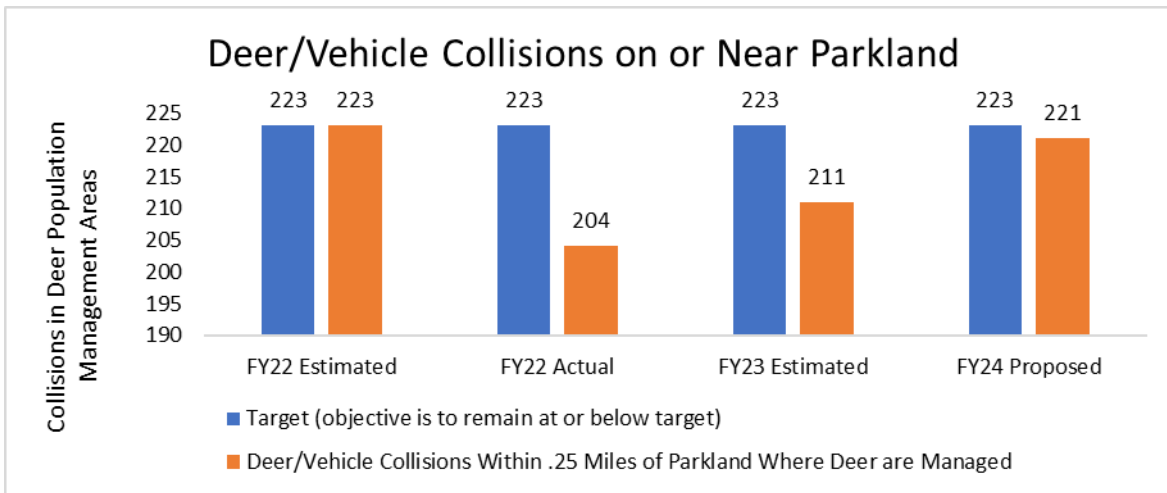 Deer/Vehicle Collisions on or Near Parkland
Collisions in Deer Population
Management Areas
225
220
215
210
205
200
195
190
223
223
223
204
223
211
223
221
FY22 Estimated
FY22 Actual
FY23 Estimated
FY24 Proposed
Target (objective is to remain at or below target)
Deer/Vehicle Collisions Within .25 Miles of Parkland Where Deer are Managed